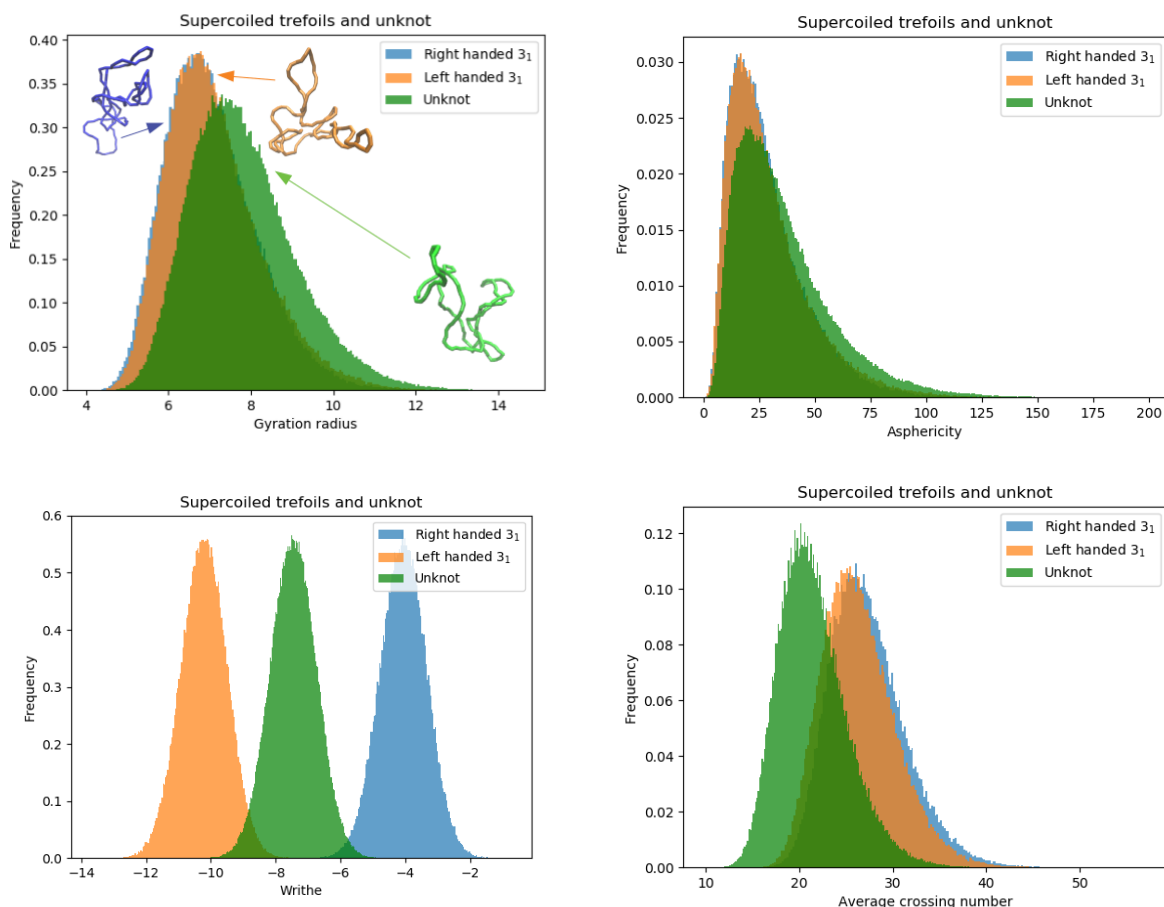 Supercoiled trefoils and unknot
0.40
0.35
0.30
0.25
0.20
0.15
0.10
0.05
0.00
Frequency
4 6 8 10 12 14
Gyration radius
Right handed 3₁
Left handed 3₁
Unknot
Supercoiled trefoils and unknot
0.030
0.025
0.020
0.015
0.010
0.005
0.000
Frequency
0 25 50 75 100 125 150 175 200
Asphericity
Right handed 3₁
Left handed 3₁
Unknot
Supercoiled trefoils and unknot
0.6
0.5
0.4
0.3
0.2
0.1
0.0
Frequency
−14 −12 −10 −8 −6 −4 −2
Writhe
Right handed 3₁
Left handed 3₁
Unknot
Supercoiled trefoils and unknot
0.12
0.10
0.08
0.06
0.04
0.02
0.00
Frequency
10 20 30 40 50
Average crossing number
Right handed 3₁
Left handed 3₁
Unknot